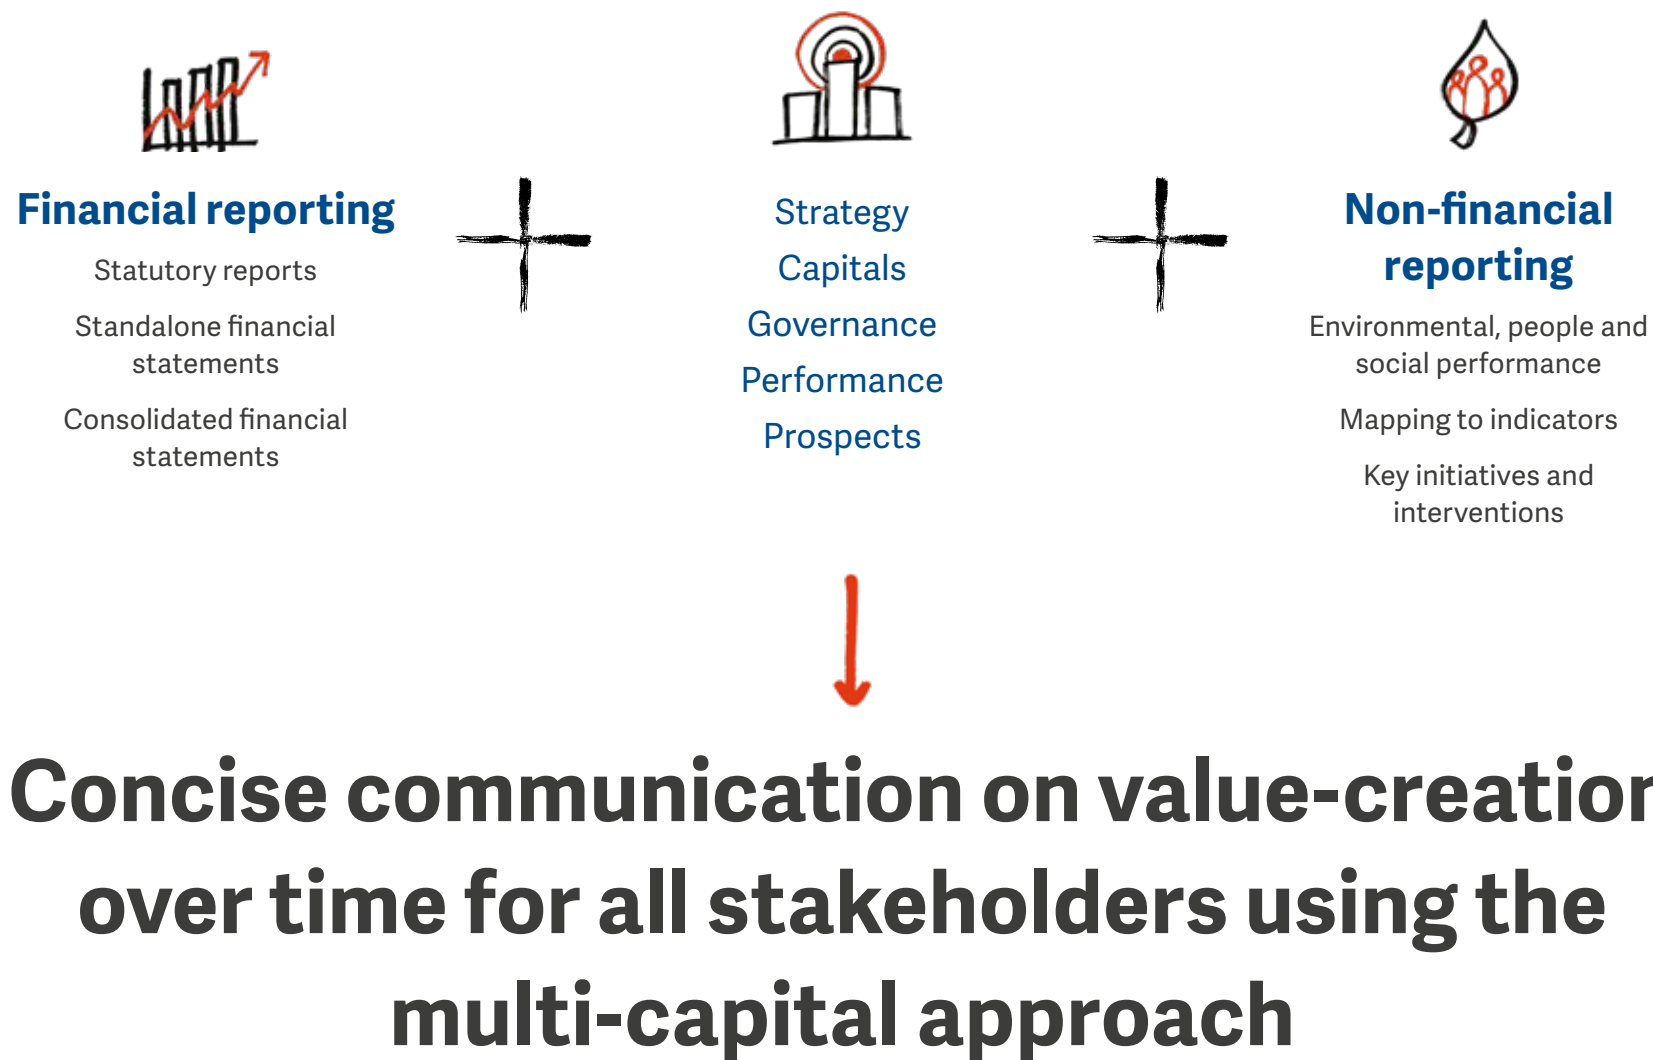 Financial reporting
Statutory reports
Standalone financial
statements
Consolidated financial
statements
Strategy
Capitals
Governance
Performance
Prospects
Non-financial
reporting
Environmental, people and
social performance
Mapping to indicators
Key initiatives and
interventions
Concise communication on value-creation
over time for all stakeholders using the
multi-capital approach